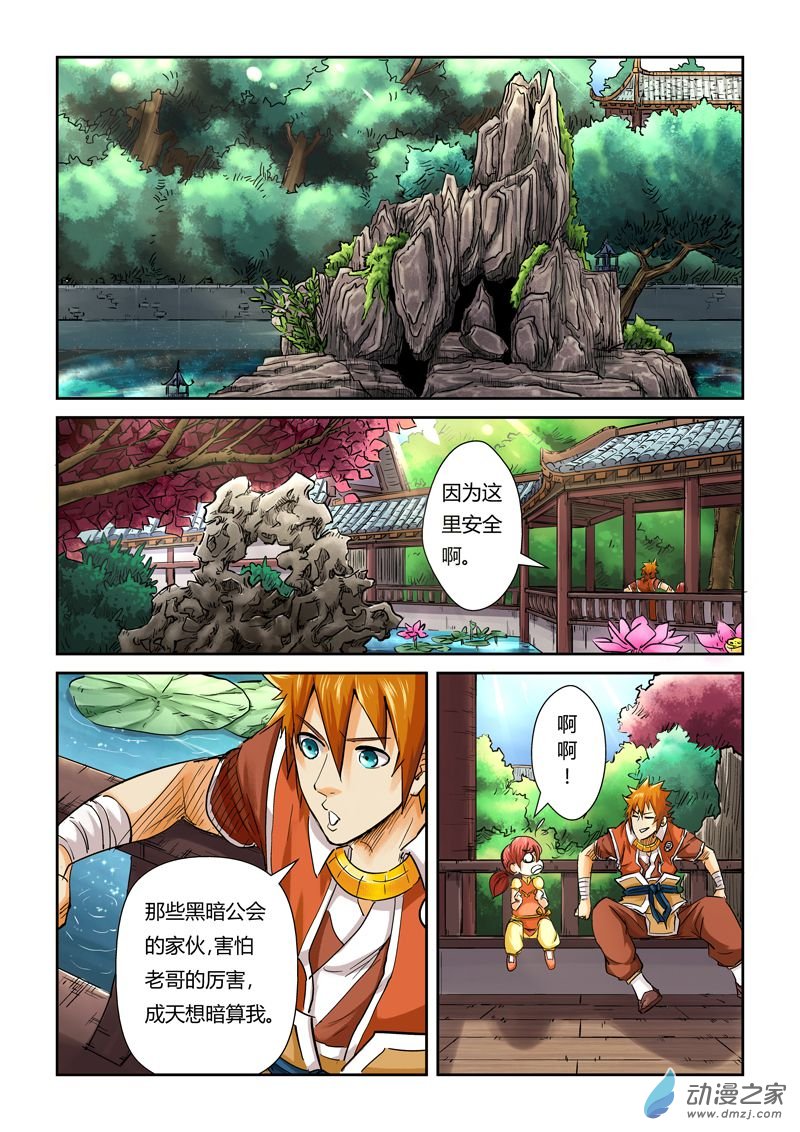 因为这
里安全
啊。
那些黑暗公会
的家伙,害怕
老哥的厉害,
成天想暗算我。
啊
啊
！
动漫之家
www.dmzj.com